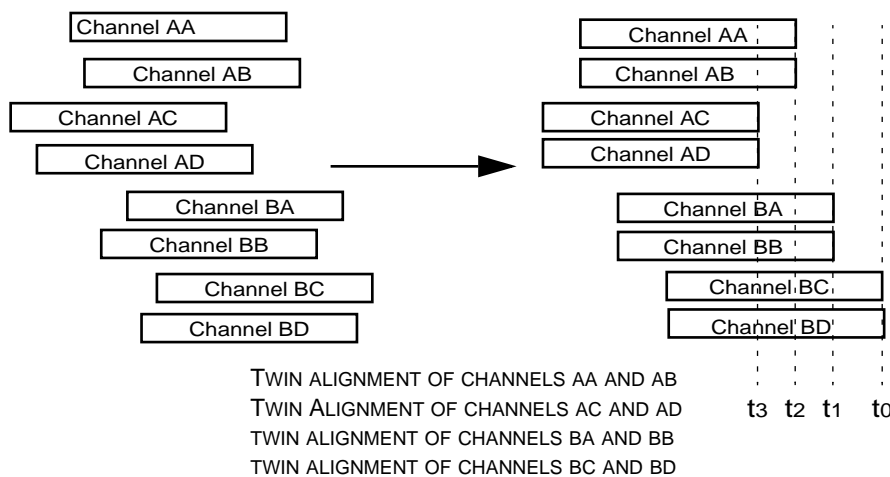 Channel AA
Channel AB
Channel AC
Channel AD
Channel BA
Channel BB
Channel BC
Channel BD
Channel AA
Channel AB
Channel AC
Channel AD
Channel BA
Channel BB
Channel BC
Channel BD
TWIN ALIGNMENT OF CHANNELS AA AND AB
TWIN ALIGNMENT OF CHANNELS AC AND AD
TWIN ALIGNMENT OF CHANNELS BA AND BB
TWIN ALIGNMENT OF CHANNELS BC AND BD
t3 t2 t1 t0